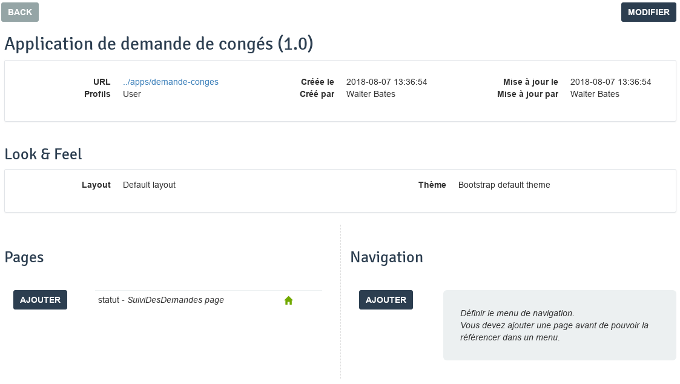 BACK
MODIFIER
Application de demande de congés (1.0)
URL ../apps/demande-conges Créée le 2018-08-07 13:36:54 Mise à jour le 2018-08-07 13:36:54
Profils User Créé par Walter Bates Mise à jour par Walter Bates
Look & Feel
Layout Default layout Thème Bootstrap default theme
Pages
AJOUTER
statut - SuiviDesDemandes page
Navigation
AJOUTER
Définir le menu de navigation.
Vous devez ajouter une page avant de pouvoir la
référencer dans un menu.